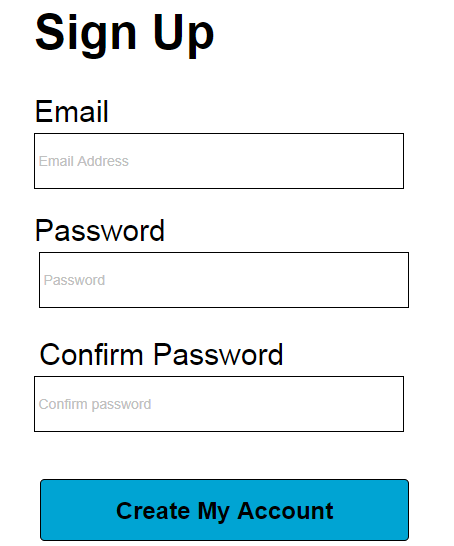 Sign Up
Email
Email Address
Password
Password
Confirm Password
Confirm password
Create My Account